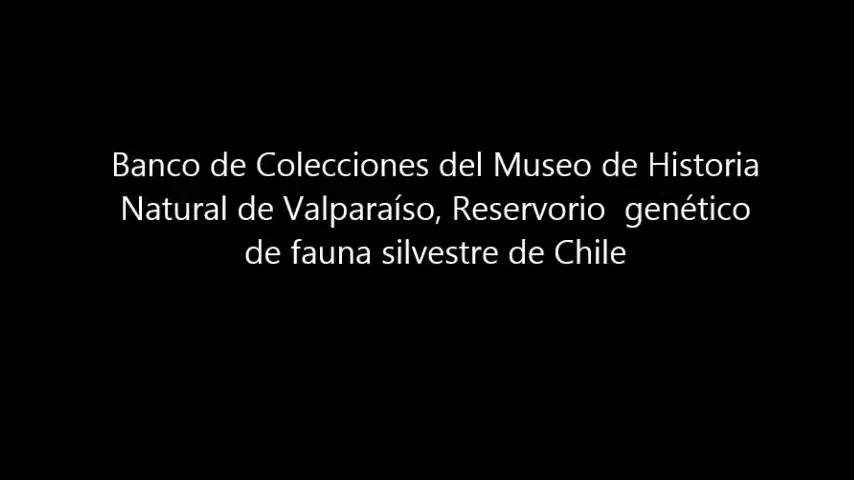 Banco de Colecciones del Museo de Historia
Natural de Valparaíso, Reservorio  genético
de fauna silvestre de Chile